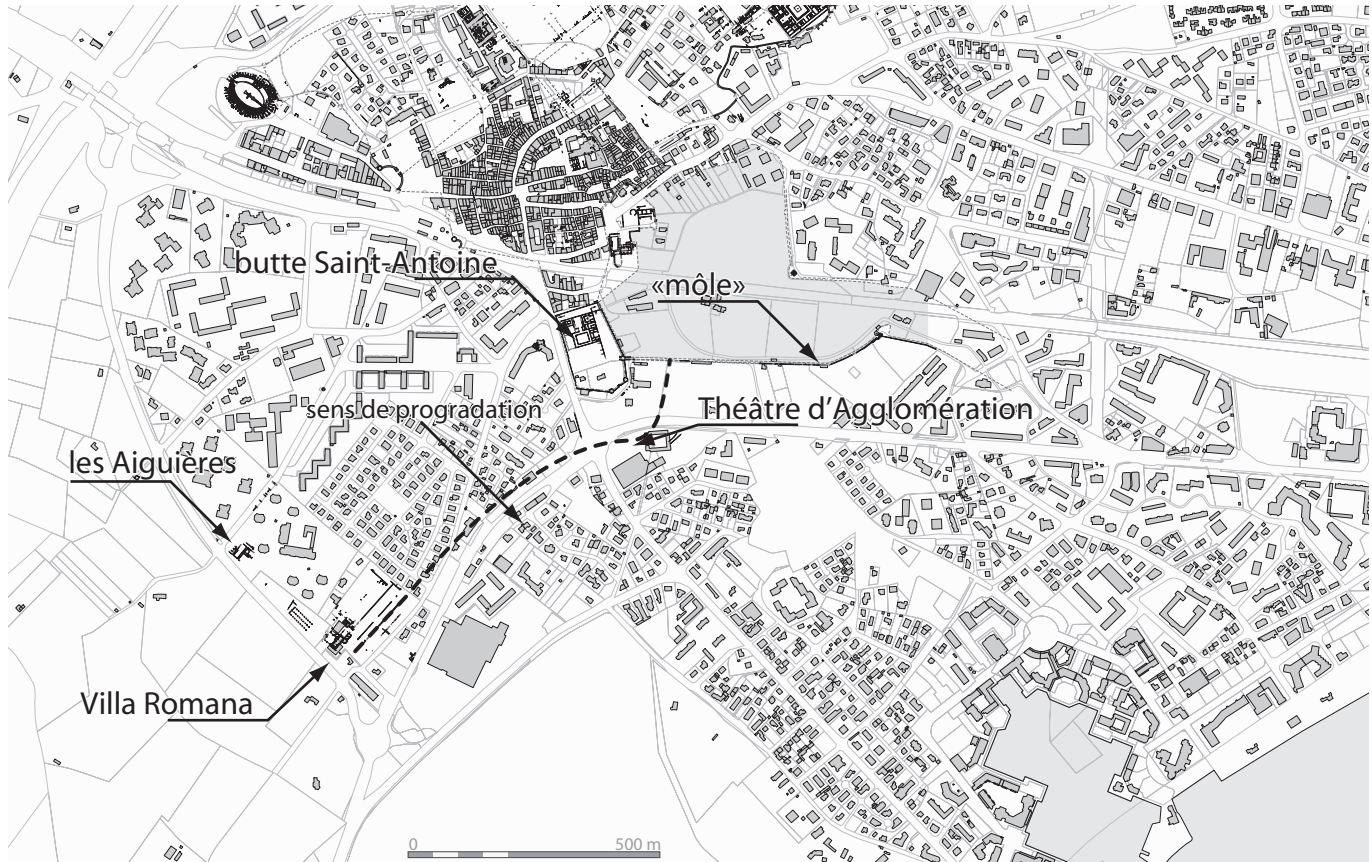 butte Saint-Antoine
«môle»
sens de progradation
Théâtre d'Agglomération
les Aiguières
Villa Romana
0 500 m